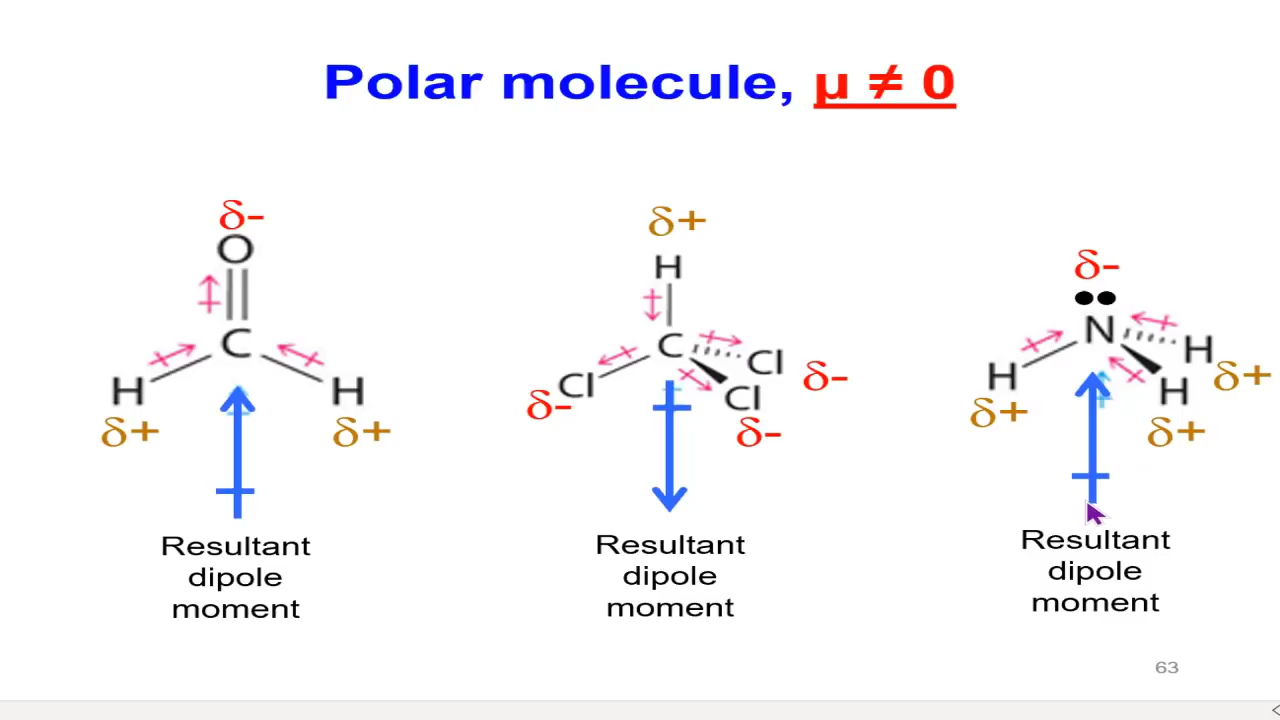 Polar molecule, µ ≠ 0
δ-
O
C
H H
δ+ δ+
Resultant
dipole
moment
δ+
H
C
Cl Cl Cl
δ- δ- δ-
Resultant
dipole
moment
δ-
N
H H H
δ+ δ+ δ+
Resultant
dipole
moment
63